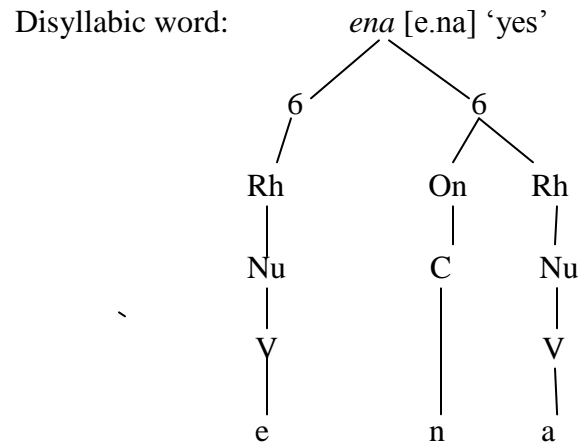 Disyllabic word: ena [e.na] ‘yes’
6 6
Rh On Rh
Nu C Nu
V V
e n a